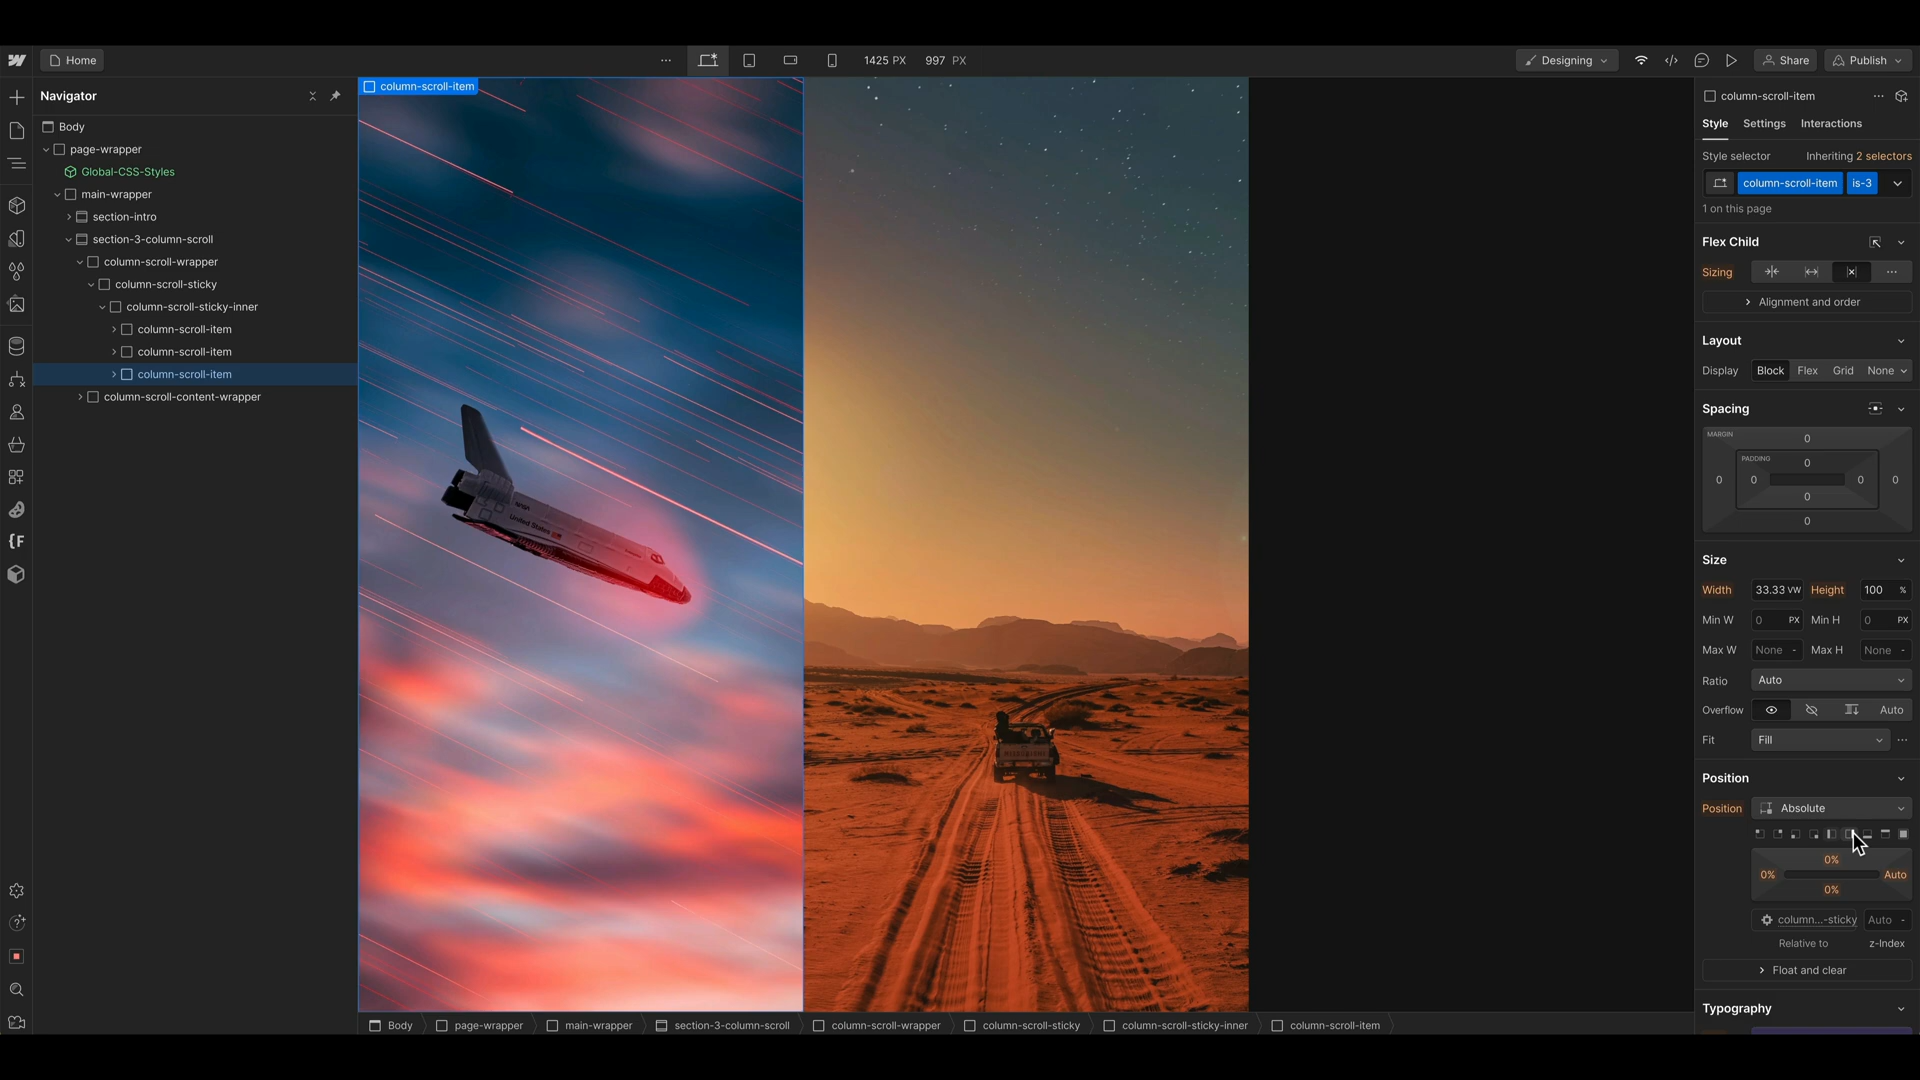 Home
1425 PX 997 PX
Designing
Share
Publish
Navigator
Body
page-wrapper
Global-CSS-Styles
main-wrapper
section-intro
section-3-column-scroll
column-scroll-wrapper
column-scroll-sticky
column-scroll-sticky-inner
column-scroll-item
column-scroll-item
column-scroll-item
column-scroll-content-wrapper
column-scroll-item
NASA
United States
column-scroll-item
Style Settings Interactions
Style selector Inheriting 2 selectors
column-scroll-item is-3
1 on this page
Flex Child
Sizing
Alignment and order
Layout
Display Block Flex Grid None
Spacing
MARGIN
0
PADDING
0
0 0 0 0
0
0
Size
Width 33.33 VW Height 100 %
Min W 0 PX Min H 0 PX
Max W None - Max H None -
Ratio Auto
Overflow Auto
Fit Fill
Position
Position Absolute
0%
0% Auto
0%
column...-sticky Auto -
Relative to z-Index
Float and clear
Typography
Body page-wrapper main-wrapper section-3-column-scroll column-scroll-wrapper column-scroll-sticky column-scroll-sticky-inner column-scroll-item